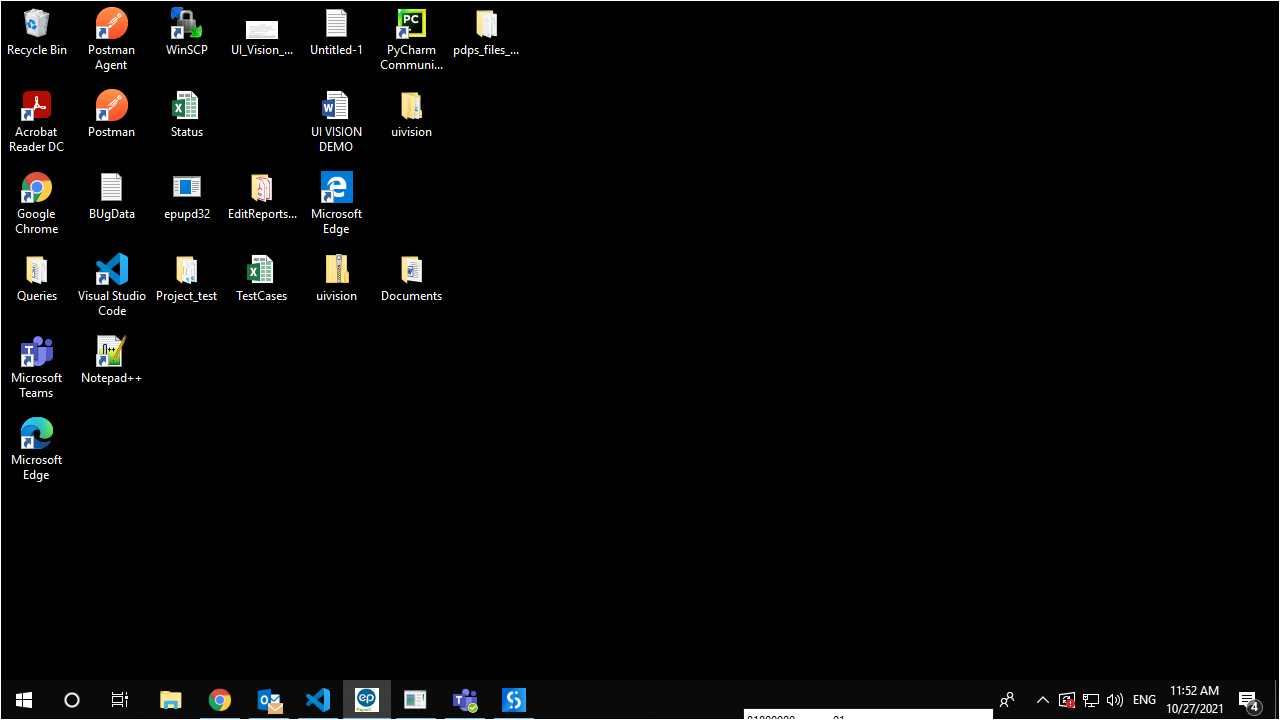 Recycle Bin
Postman
Agent
WinSCP
UI_Vision_...
Untitled-1
PyCharm
Communi...
pdps_files_...
Acrobat
Reader DC
Postman
Status
UI VISION
DEMO
uivision
Google
Chrome
BUgData
epupd32
EditReports...
Microsoft
Edge
Queries
Visual Studio
Code
Project_test
TestCases
uivision
Documents
Microsoft
Teams
Notepad++
Microsoft
Edge
ENG
11:52 AM
10/27/2021
4